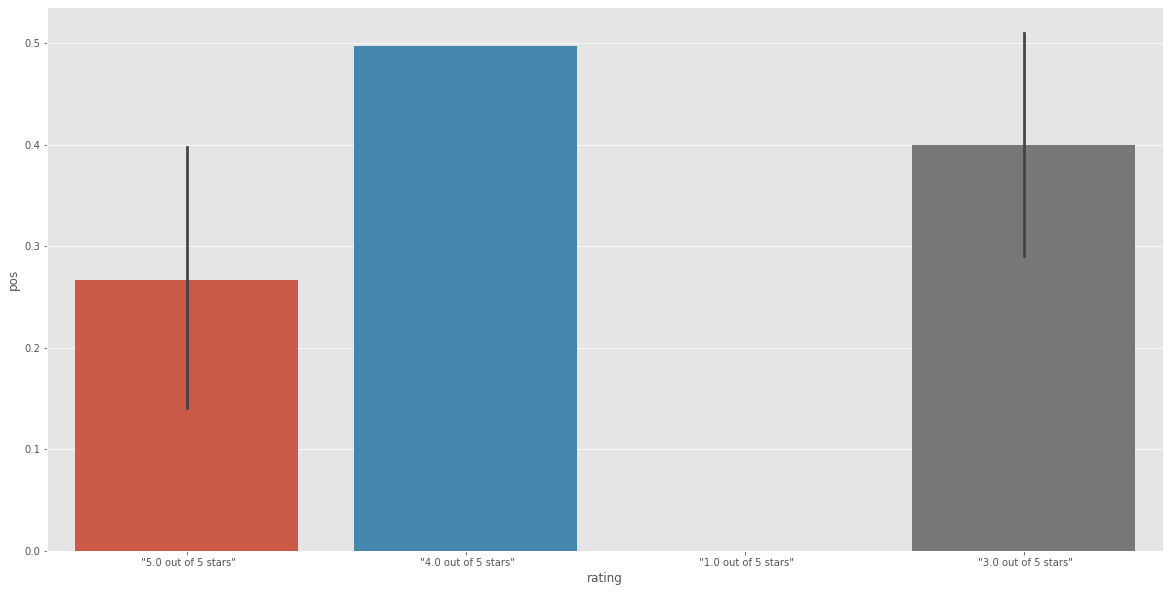 0.5
0.4
0.3
0.2
0.1
0.0
pos
"5.0 out of 5 stars"
"4.0 out of 5 stars"
"1.0 out of 5 stars"
"3.0 out of 5 stars"
rating